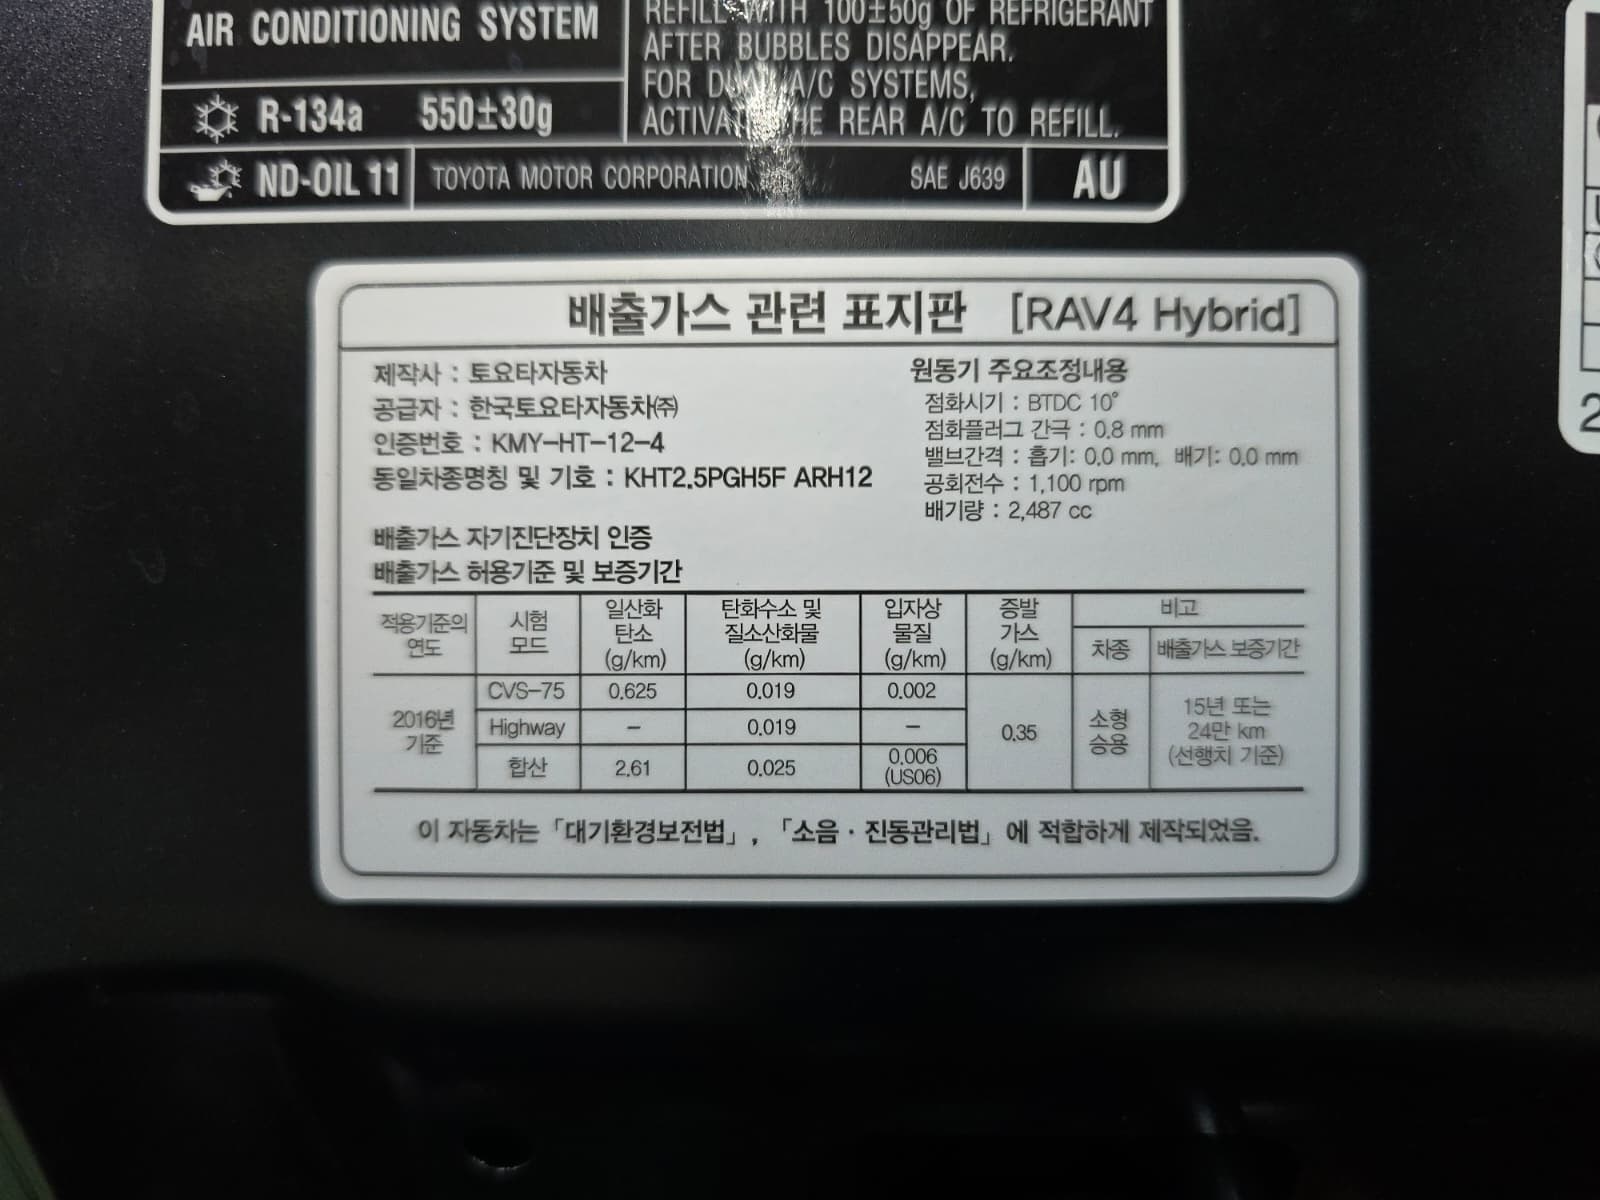 AIR CONDITIONING SYSTEM
R-134a 550±30g
REFILL WITH 100±50g OF REFRIGERANT
AFTER BUBBLES DISAPPEAR.
FOR DUAL A/C SYSTEMS,
ACTIVATE THE REAR A/C TO REFILL.
ND-OIL 11 TOYOTA MOTOR CORPORATION SAE J639 AU
배출가스 관련 표지판 [RAV4 Hybrid]
제작사 : 토요타자동차
공급자 : 한국토요타자동차㈜
인증번호 : KMY-HT-12-4
동일차종명칭 및 기호 : KHT2.5PGH5F ARH12
원동기 주요조정내용
점화시기 : BTDC 10°
점화플러그 간극 : 0.8 mm
밸브간격 : 흡기: 0.0 mm, 배기: 0.0 mm
공회전수 : 1,100 rpm
배기량 : 2,487 cc
배출가스 자기진단장치 인증
배출가스 허용기준 및 보증기간
적용기준의 연도 시험 모드 일산화 탄소 (g/km) 탄화수소 및 질소산화물 (g/km) 입자상 물질 (g/km) 증발 가스 (g/km) 비고
차종 배출가스 보증기간
2016년 기준 CVS-75 0.625 0.019 0.002 0.35 소형 승용 15년 또는 24만 km (선행치 기준)
Highway - 0.019 -
합산 2.61 0.025 0.006 (US06)
이 자동차는 「대기환경보전법」, 「소음·진동관리법」에 적합하게 제작되었음.
2